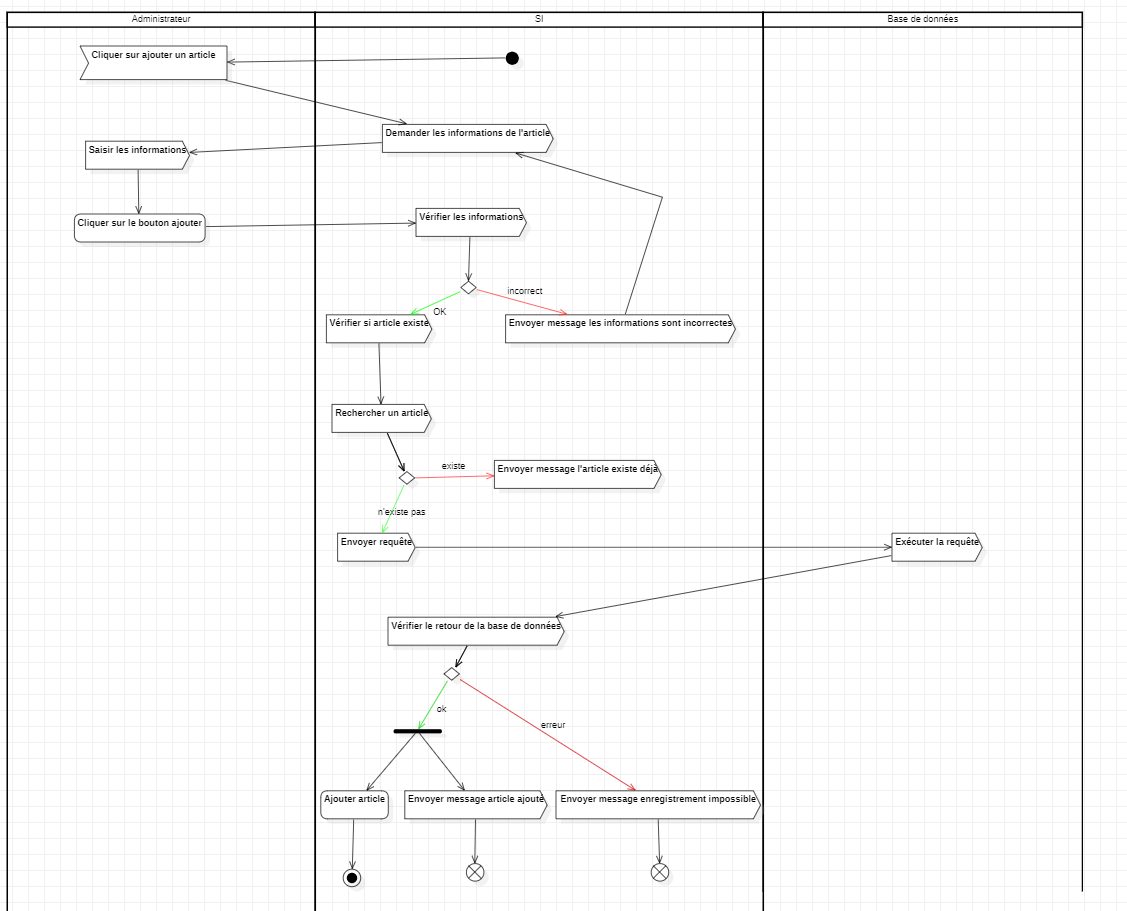 Administrateur
SI
Base de données
Cliquer sur ajouter un article
Demander les informations de l'article
Saisir les informations
Cliquer sur le bouton ajouter
Vérifier les informations
incorrect
OK
Vérifier si article existe
Envoyer message les informations sont incorrectes
Rechercher un article
existe
Envoyer message l'article existe déjà
n'existe pas
Envoyer requête
Exécuter la requête
Vérifier le retour de la base de données
ok
erreur
Ajouter article
Envoyer message article ajouté
Envoyer message enregistrement impossible